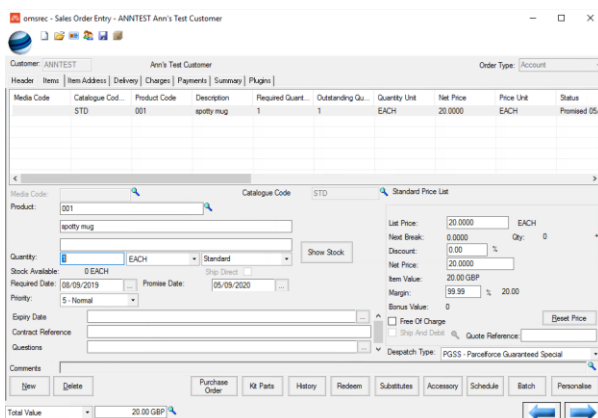 omsrec - Sales Order Entry - ANNTEST Ann's Test Customer
Customer: ANNTEST Ann's Test Customer Order Type: Account
Header Items Item Address Delivery Charges Payments Summary Plugins
Media Code Catalogue Cod... Product Code Description Required Quant... Outstanding Qu... Quantity Unit Net Price Price Unit Status
STD 001 spotty mug 1 1 EACH 20.0000 EACH Promised 05/
Media Code: Catalogue Code STD Standard Price List
Product: 001
spotty mug
List Price: 20.0000 EACH
Next Break: 0.0000 Qty: 0
Discount: 0.00 %
Quantity: 1 EACH Standard Show Stock
Net Price: 20.0000
Stock Available: 0 EACH Ship Direct
Item Value: 20.00 GBP
Required Date: 08/09/2019 ... Promise Date: 05/09/2020 ...
Margin: 99.99 % 20.00
Priority: 5 - Normal
Bonus Value: 0
Expiry Date ...
Free Of Charge Reset Price
Contract Reference
Ship And Debit Quote Reference:
Questions ...
Despatch Type: PGSS - Parcelforce Guaranteed Special
Comments
New Delete Purchase Order Kit Parts History Redeem Substitutes Accessory Schedule Batch Personalise
Total Value 20.00 GBP